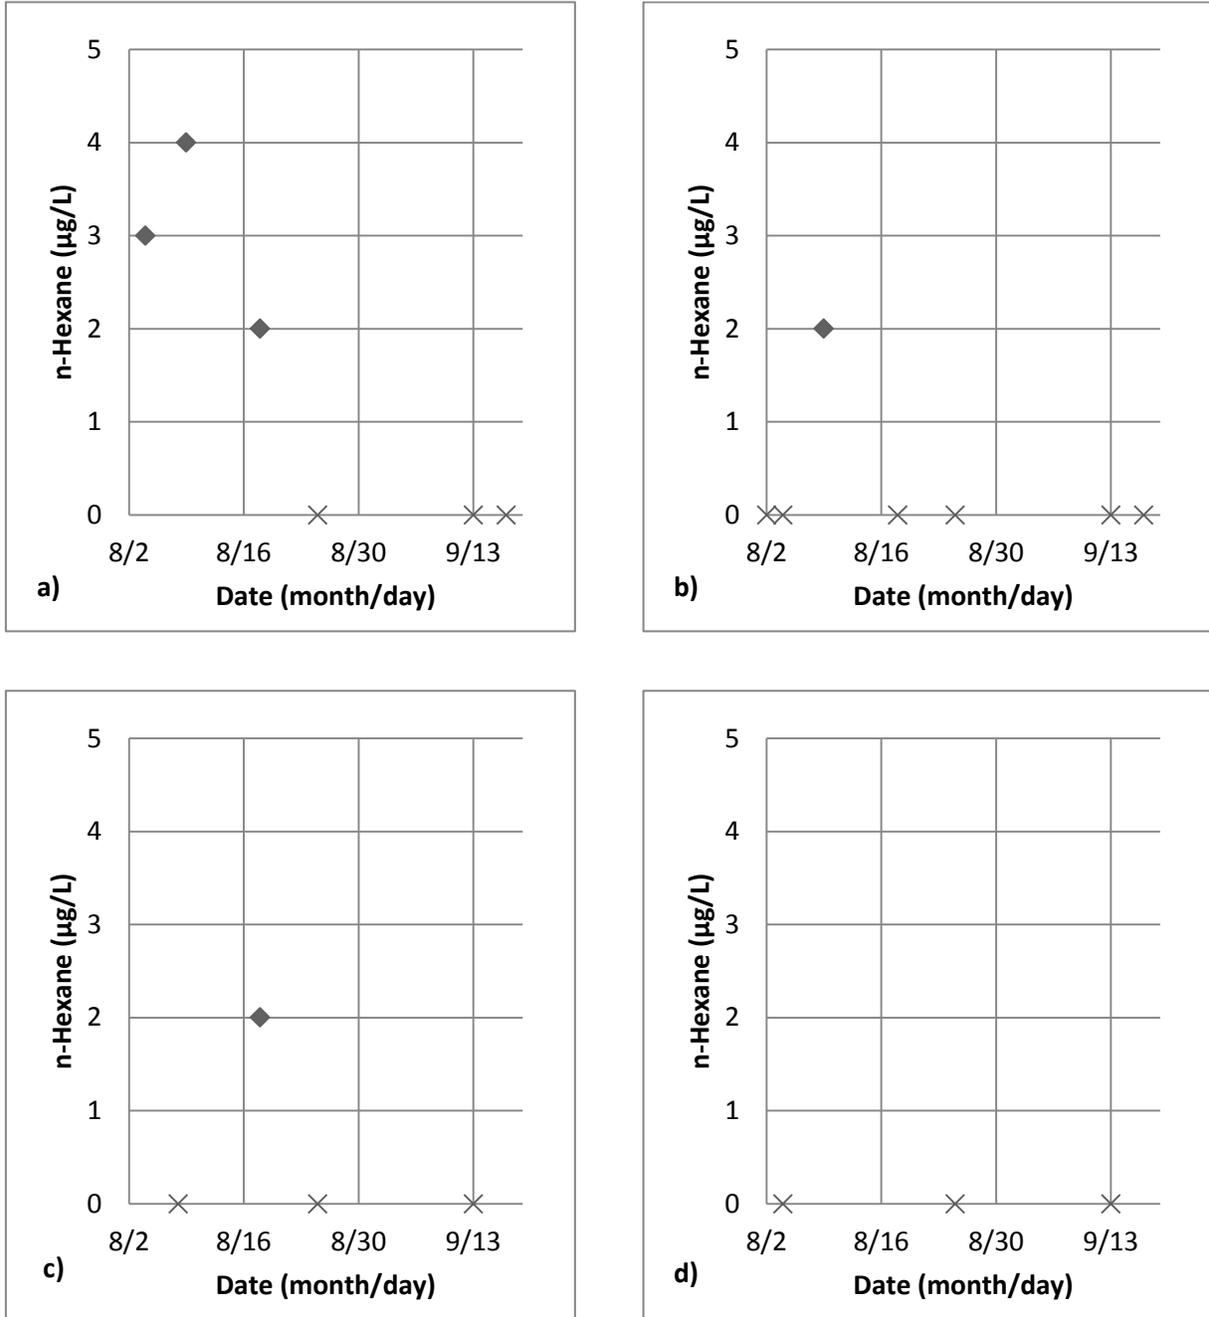 5
4
3
2
1
0
n-Hexane (µg/L)
8/2 8/16 8/30 9/13
Date (month/day)
a)
5
4
3
2
1
0
n-Hexane (µg/L)
8/2 8/16 8/30 9/13
Date (month/day)
b)
5
4
3
2
1
0
n-Hexane (µg/L)
8/2 8/16 8/30 9/13
Date (month/day)
c)
5
4
3
2
1
0
n-Hexane (µg/L)
8/2 8/16 8/30 9/13
Date (month/day)
d)